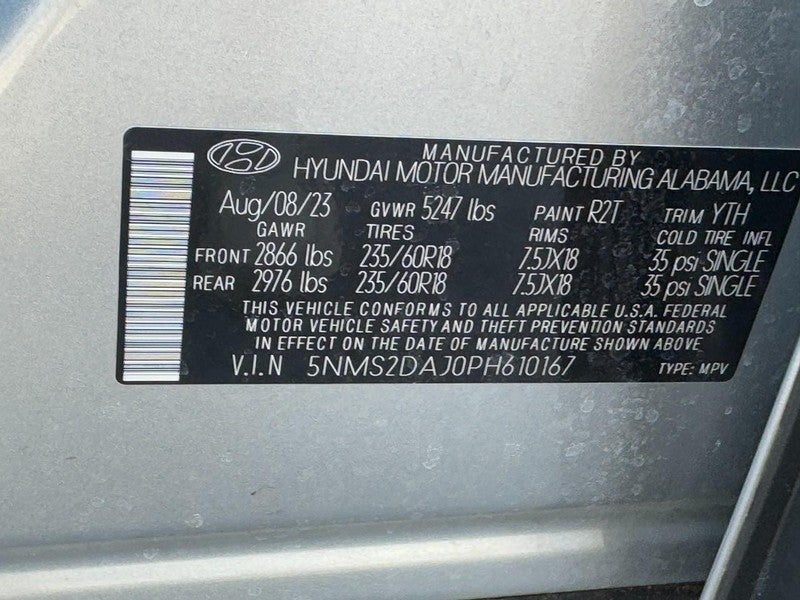 MANUFACTURED BY
HYUNDAI MOTOR MANUFACTURING ALABAMA, LLC
Aug/08/23 GVWR 5247 lbs PAINT R2T TRIM YTH
GAWR TIRES RIMS COLD TIRE INFL
FRONT 2866 lbs 235/60R18 7.5JX18 35 psi SINGLE
REAR 2976 lbs 235/60R18 7.5JX18 35 psi SINGLE
THIS VEHICLE CONFORMS TO ALL APPLICABLE U.S.A. FEDERAL
MOTOR VEHICLE SAFETY AND THEFT PREVENTION STANDARDS
IN EFFECT ON THE DATE OF MANUFACTURE SHOWN ABOVE
V.I.N 5NMS2DAJ0PH610167 TYPE: MPV